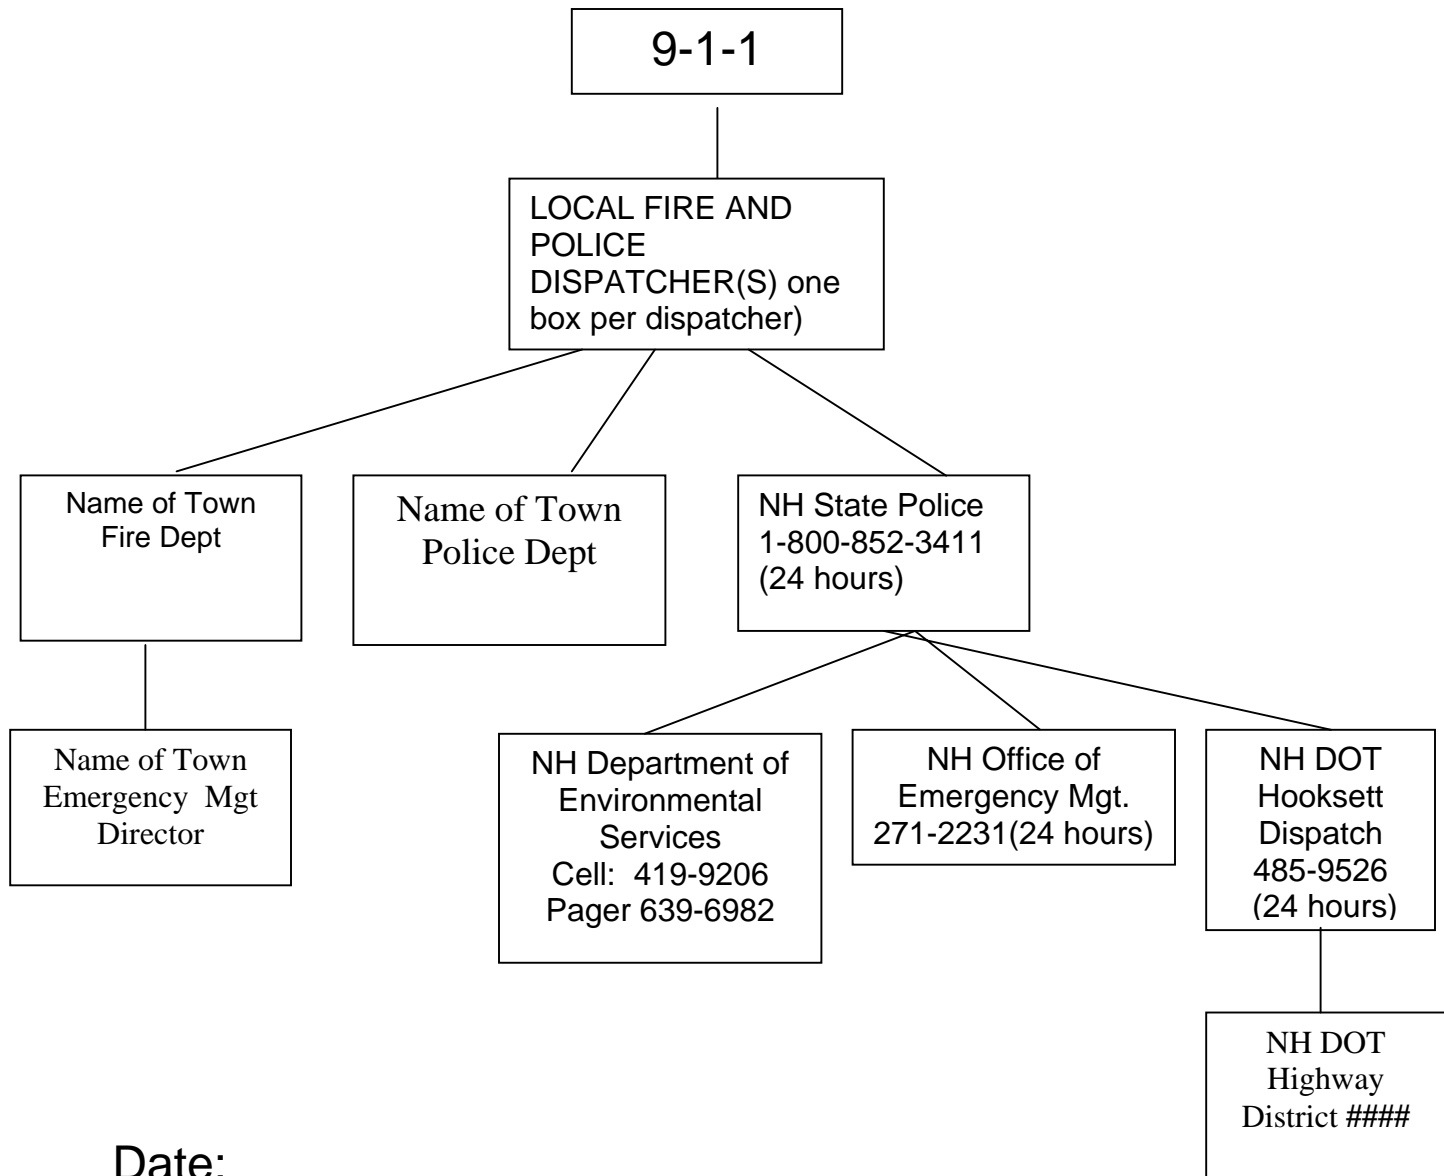 9-1-1
LOCAL FIRE AND
POLICE
DISPATCHER(S) one
box per dispatcher)
Name of Town
Fire Dept
Name of Town
Police Dept
NH State Police
1-800-852-3411
(24 hours)
Name of Town
Emergency  Mgt
Director
NH Department of
Environmental
Services
Cell:  419-9206
Pager 639-6982
NH Office of
Emergency Mgt.
271-2231(24 hours)
NH DOT
Hooksett
Dispatch
485-9526
(24 hours)
NH DOT
Highway
District ####
Date: